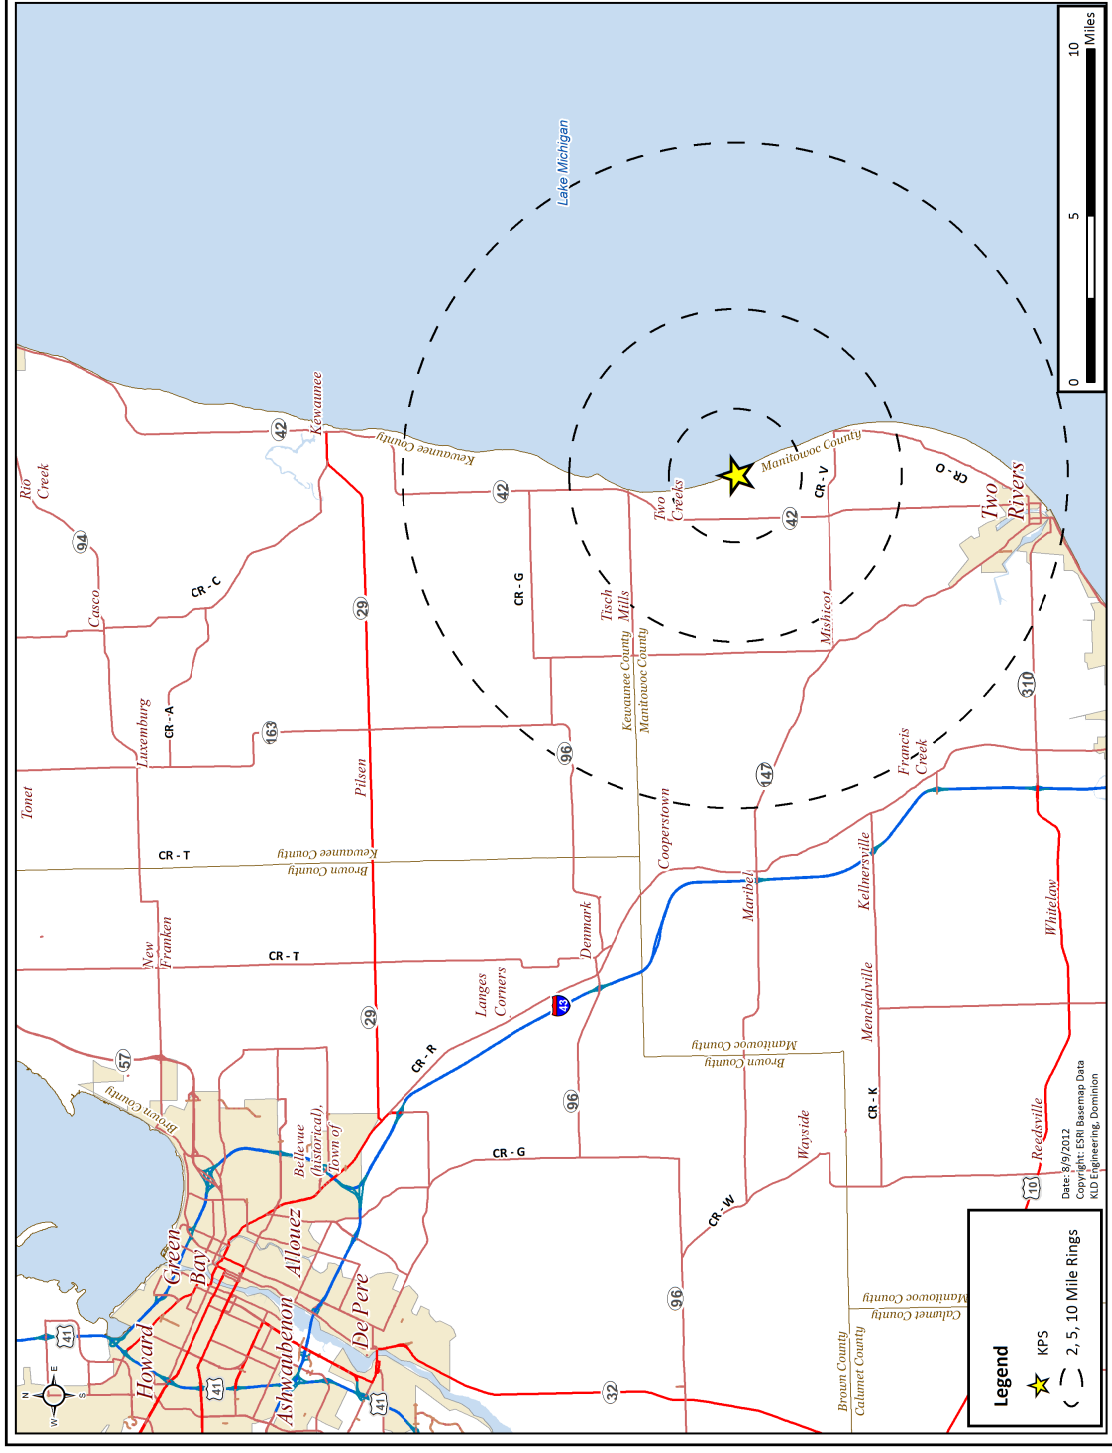 Rio
Creek
94
Casco
CR - C
42
Kewaunee
Kewaunee County
Lake Michigan
Tonet
Luxemburg
CR - A
163
Pilsen
29
CR - T
Kewaunee County
Brown County
New
Franken
CR - T
29
57
Brown County
CR - R
Langes
Corners
43
Denmark
Bellevue
(historical),
Town of
Green
Bay
Allouez
Howard
Ashwaubenon
De Pere
41
41
41
N
E
S
W
CR - G
42
96
Tisch
Mills
Kewaunee County
Manitowoc County
Two
Creeks
42
Manitowoc County
CR - V
Mishicot
147
Cooperstown
Maribel
Francis
Creek
Kellnersville
Menchalville
CR - O
Two
Rivers
310
Whitelaw
96
CR - G
Manitowoc County
Brown County
Wayside
CR - K
CR - W
96
32
Reedsville
10
Brown County
Calumet County
Manitowoc County
Calumet County
Date: 8/9/2012
Copyright: ESRI Basemap Data
KLD Engineering, Dominion
Legend
KPS
2, 5, 10 Mile Rings
0
5
10
Miles